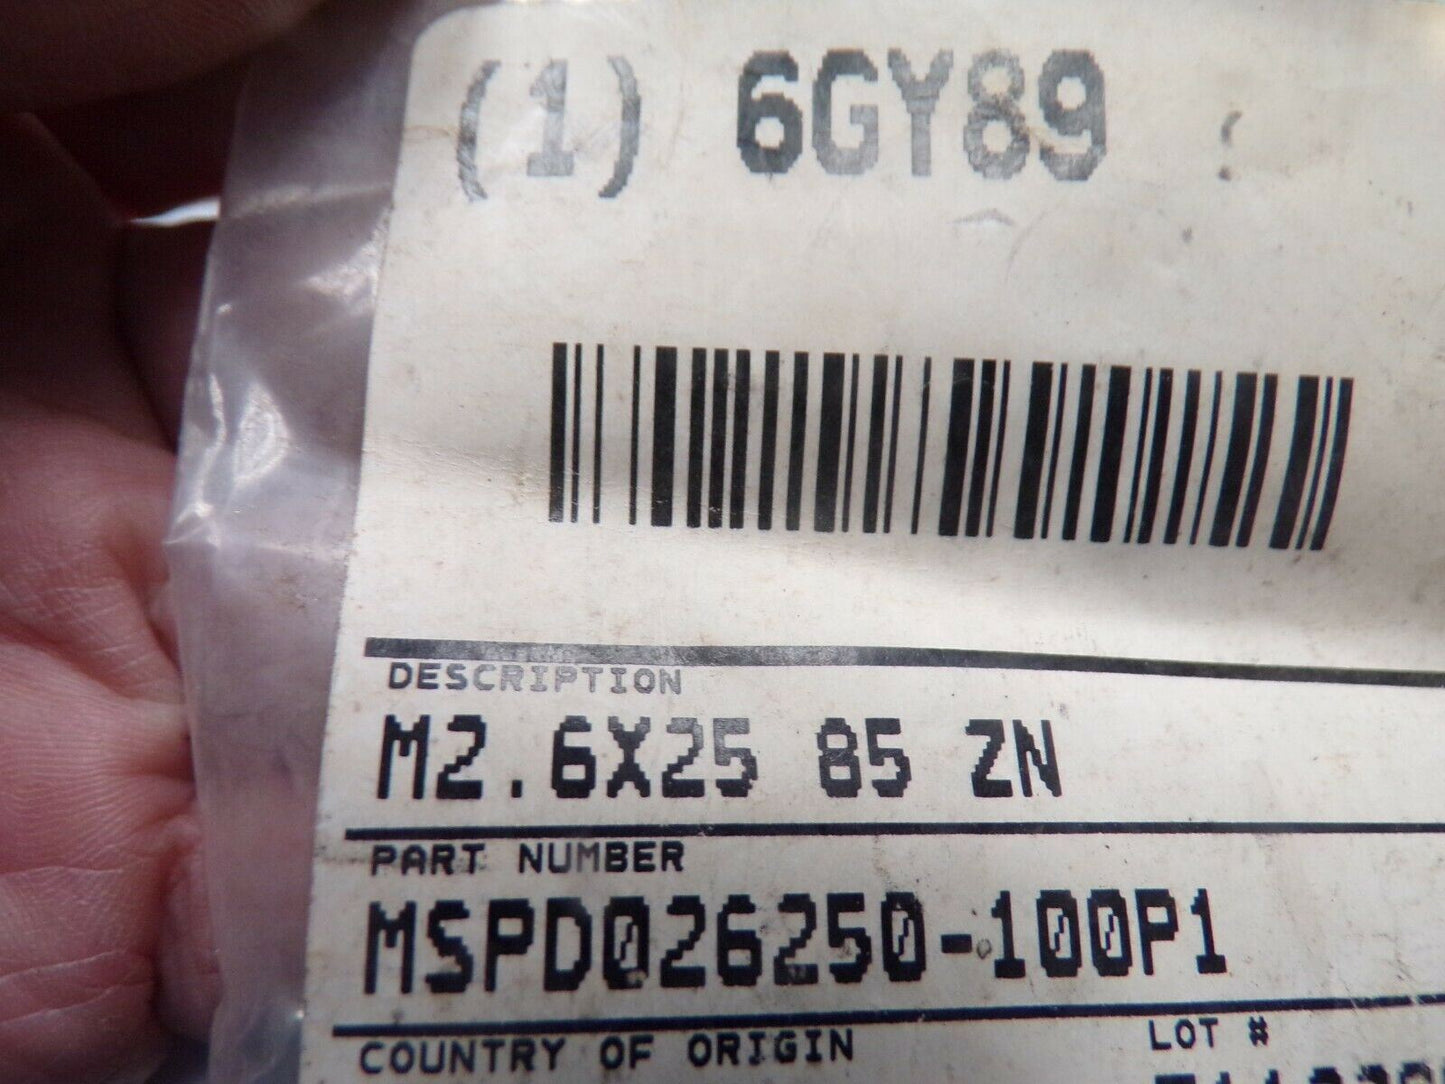 (1) 6GY89
DESCRIPTION
M2.6X25 85 ZN
PART NUMBER
MSPD026250-100P1
COUNTRY OF ORIGIN
LOT #